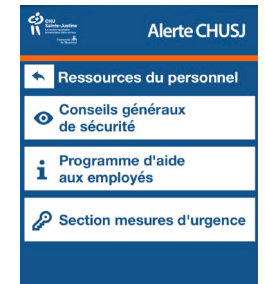 CHU
Sainte-Justine
Alerte CHUSJ
Ressources du personnel
Conseils généraux
de sécurité
Programme d'aide
aux employés
Section mesures d'urgence